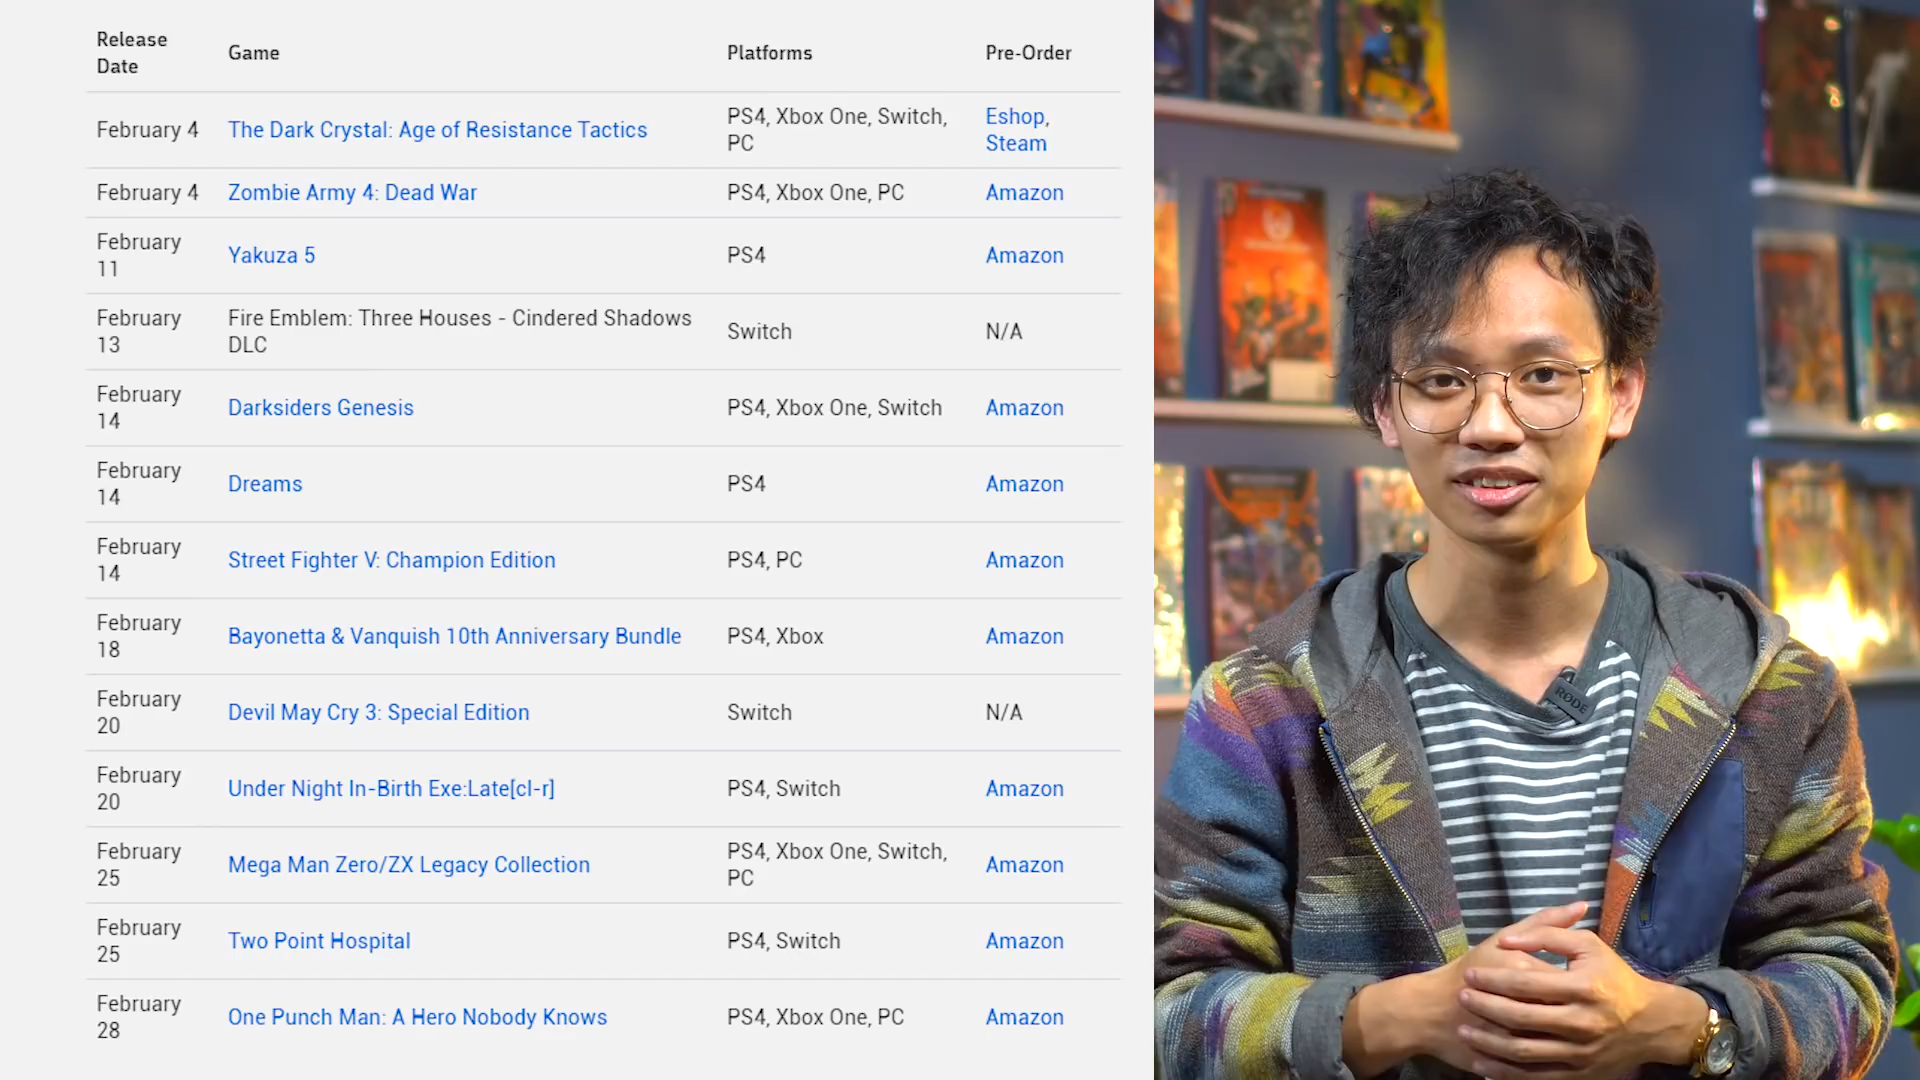 Release
Date
Game
Platforms
Pre-Order
February 4
The Dark Crystal: Age of Resistance Tactics
PS4, Xbox One, Switch,
PC
Eshop,
Steam
February 4
Zombie Army 4: Dead War
PS4, Xbox One, PC
Amazon
February
11
Yakuza 5
PS4
Amazon
February
13
Fire Emblem: Three Houses - Cindered Shadows
DLC
Switch
N/A
February
14
Darksiders Genesis
PS4, Xbox One, Switch
Amazon
February
14
Dreams
PS4
Amazon
February
14
Street Fighter V: Champion Edition
PS4, PC
Amazon
February
18
Bayonetta & Vanquish 10th Anniversary Bundle
PS4, Xbox
Amazon
February
20
Devil May Cry 3: Special Edition
Switch
N/A
February
20
Under Night In-Birth Exe:Late[cl-r]
PS4, Switch
Amazon
February
25
Mega Man Zero/ZX Legacy Collection
PS4, Xbox One, Switch,
PC
Amazon
February
25
Two Point Hospital
PS4, Switch
Amazon
February
28
One Punch Man: A Hero Nobody Knows
PS4, Xbox One, PC
Amazon
RØDE